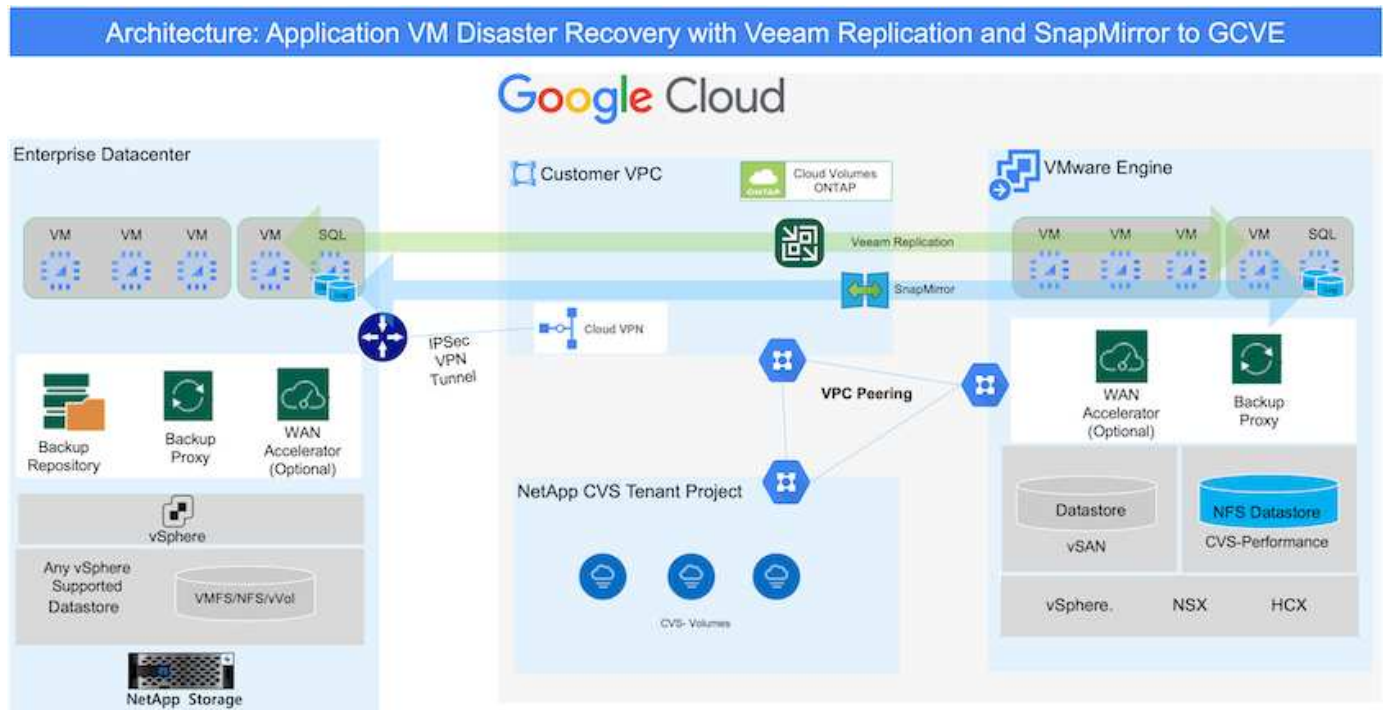 Architecture: Application VM Disaster Recovery with Veeam Replication and SnapMirror to GCVE
Google Cloud
Enterprise Datacenter
VM
VM
VM
VM
SQL
IPSec
VPN
Tunnel
Backup
Repository
Backup
Proxy
WAN
Accelerator
(Optional)
vSphere
Any vSphere
Supported
Datastore
VMFS/NFS/vVol
NetApp Storage
Customer VPC
ONTAP
Cloud Volumes
ONTAP
Veeam Replication
SnapMirror
Cloud VPN
VPC Peering
NetApp CVS Tenant Project
CVS- Volumes
VMware Engine
VM
VM
VM
VM
SQL
WAN
Accelerator
(Optional)
Backup
Proxy
Datastore
vSAN
NFS Datastore
CVS-Performance
vSphere.
NSX
HCX